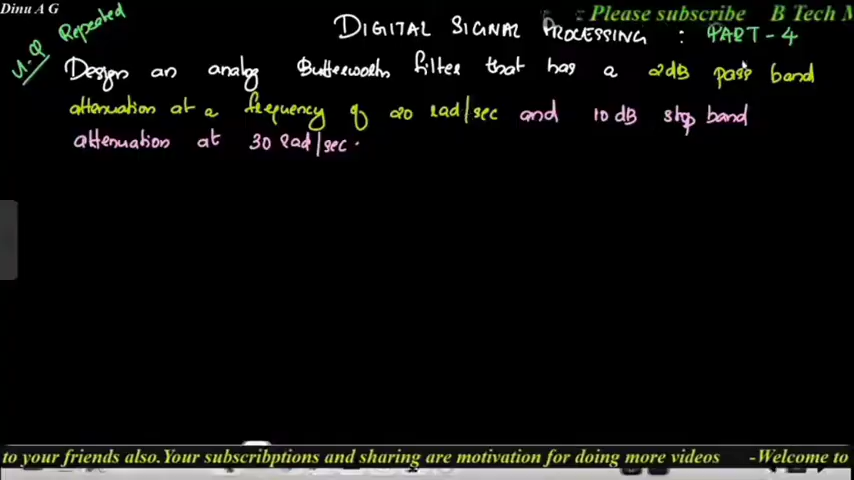 Dinu A G
Please subscribe B Tech M
U.Q Repeated
DIGITAL SIGNAL PROCESSING : PART-4
Design an analog Butterworth filter that has a 2dB pass band
attenuation at a frequency of 20 rad/sec and 10 dB stop band
attenuation at 30 rad/sec.
to your friends also.Your subscribptions and sharing are motivation for doing more videos -Welcome to